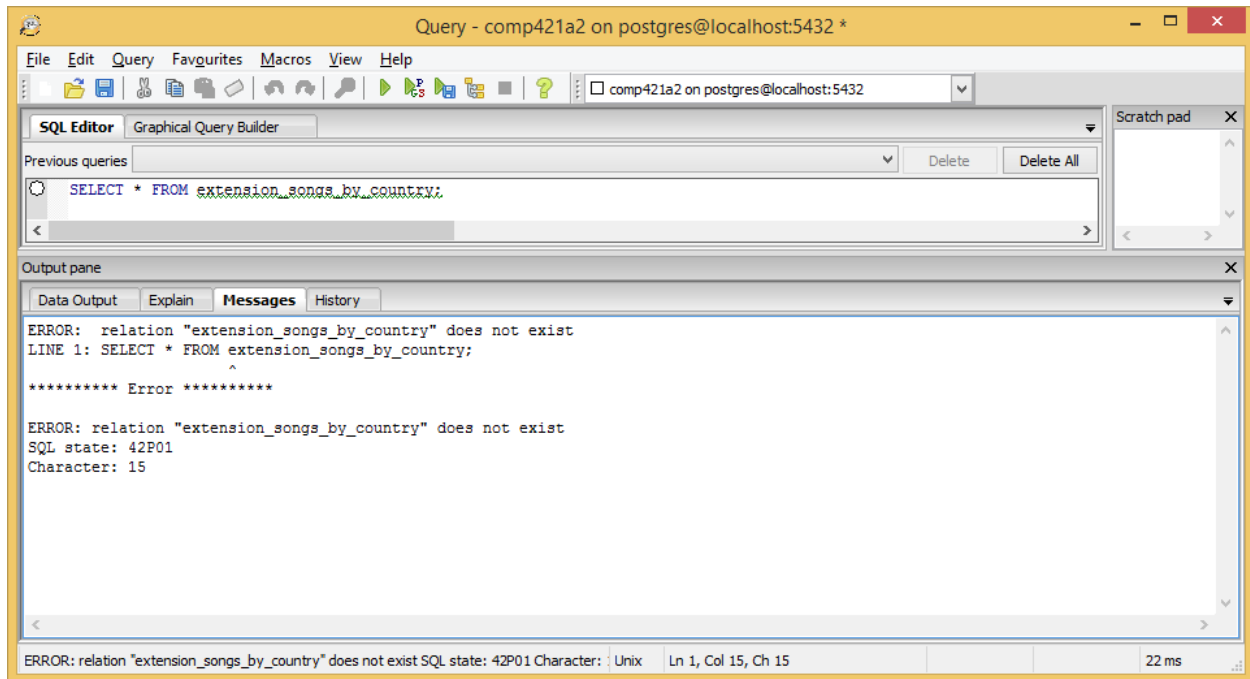 Query - comp421a2 on postgres@localhost:5432 *
File Edit Query Favourites Macros View Help
comp421a2 on postgres@localhost:5432
SQL Editor Graphical Query Builder
Scratch pad
Previous queries
Delete Delete All
SELECT * FROM extension_songs_by_country;
Output pane
Data Output Explain Messages History
ERROR:  relation "extension_songs_by_country" does not exist
LINE 1: SELECT * FROM extension_songs_by_country;
^
********** Error **********
ERROR: relation "extension_songs_by_country" does not exist
SQL state: 42P01
Character: 15
ERROR: relation "extension_songs_by_country" does not exist SQL state: 42P01 Character: Unix Ln 1, Col 15, Ch 15 22 ms